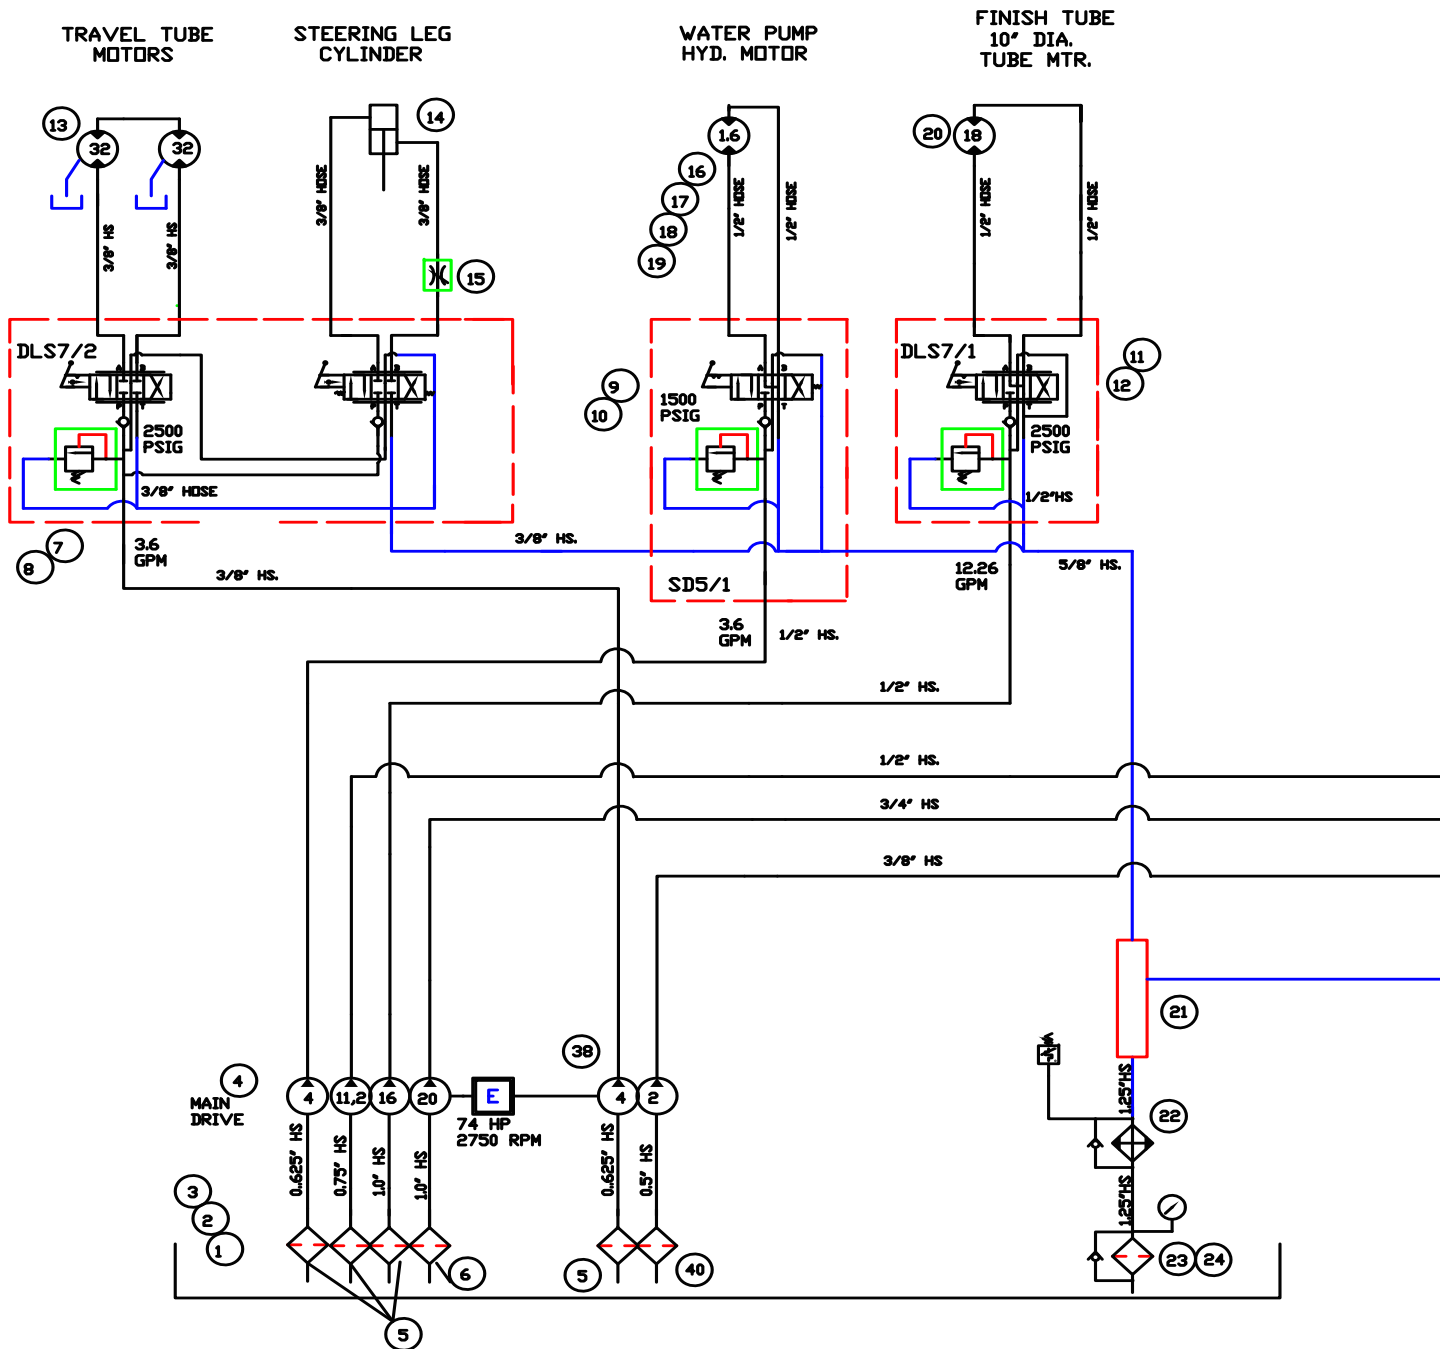 TRAVEL TUBE
MOTORS
STEERING LEG
CYLINDER
WATER PUMP
HYD. MOTOR
FINISH TUBE
10" DIA.
TUBE MTR.
13
32
32
14
1.6
20
18
16
17
18
19
15
3/8" HS
3/8" HS
3/8" HOSE
3/8" HOSE
1/2" HOSE
1/2" HOSE
1/2" HOSE
1/2" HOSE
DLS7/2
DLS7/1
11
12
9
10
A B
P T
A B
P T
A B
P T
A B
P T
2500
PSIG
1500
PSIG
2500
PSIG
3/8" HOSE
1/2"HS
7
8
3.6
GPM
3/8" HS.
3/8" HS.
SD5/1
12.26
GPM
5/8" HS.
3.6
GPM
1/2" HS.
1/2" HS.
1/2" HS.
3/4" HS
3/8" HS
21
38
4
MAIN
DRIVE
4
11,2
16
20
E
4
2
74 HP
2750 RPM
22
1.25"HS
0.625" HS
0.75" HS
1.0" HS
1.0" HS
0.625" HS
0.5" HS
1.25"HS
3
2
1
6
5
40
23
24
5